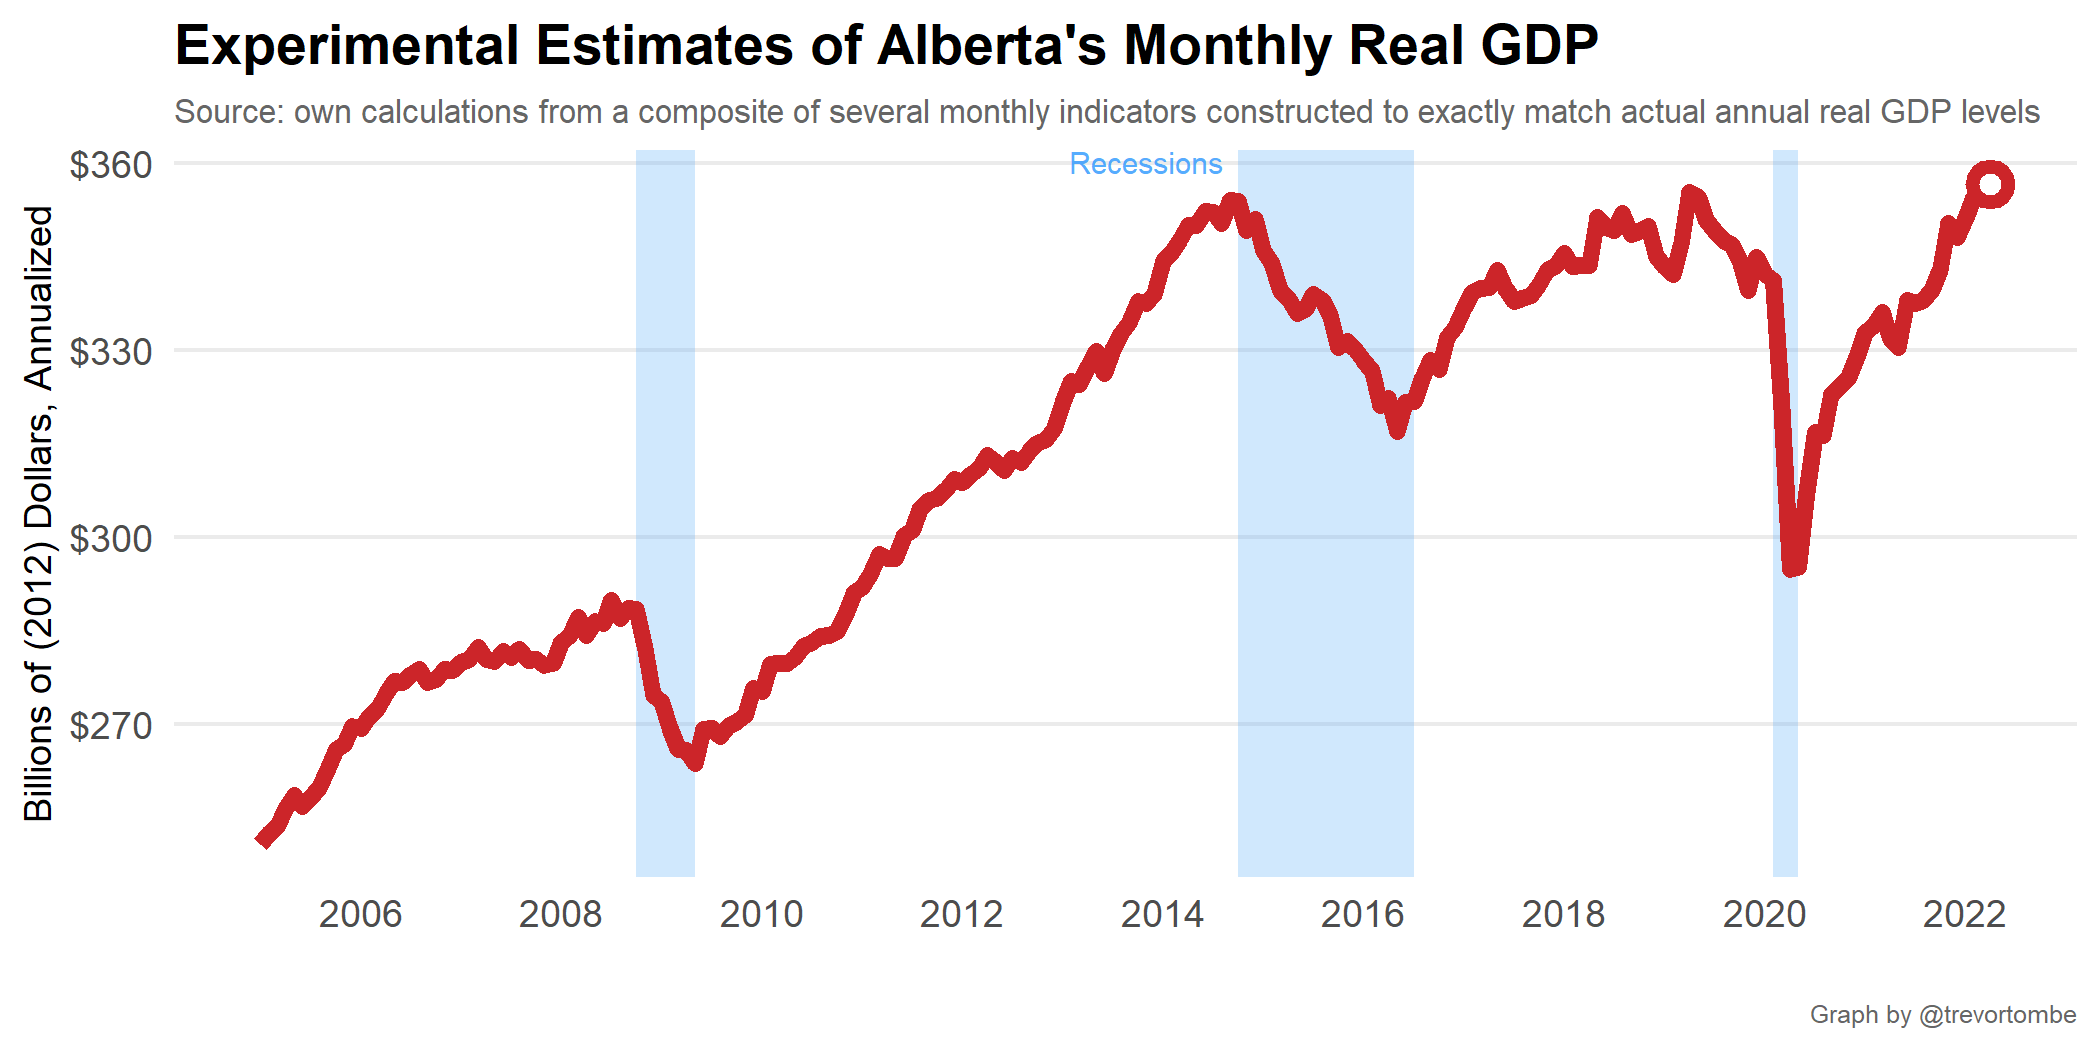 Experimental Estimates of Alberta's Monthly Real GDP
Source: own calculations from a composite of several monthly indicators constructed to exactly match actual annual real GDP levels
Billions of (2012) Dollars, Annualized
$360
$330
$300
$270
Recessions
2006
2008
2010
2012
2014
2016
2018
2020
2022
Graph by @trevortombe